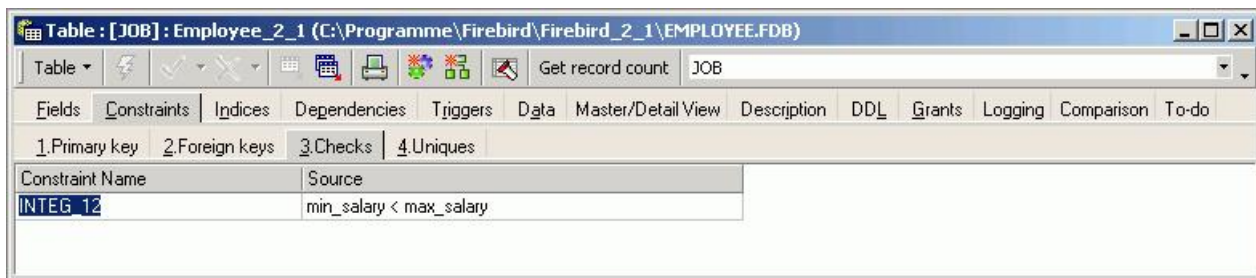 Table : [JOB] : Employee_2_1 (C:\Programme\Firebird\Firebird_2_1\EMPLOYEE.FDB)
Table Get record count JOB
Fields Constraints Indices Dependencies Triggers Data Master/Detail View Description DDL Grants Logging Comparison To-do
1.Primary key 2.Foreign keys 3.Checks 4.Uniques
Constraint Name Source
INTEG_12 min_salary < max_salary